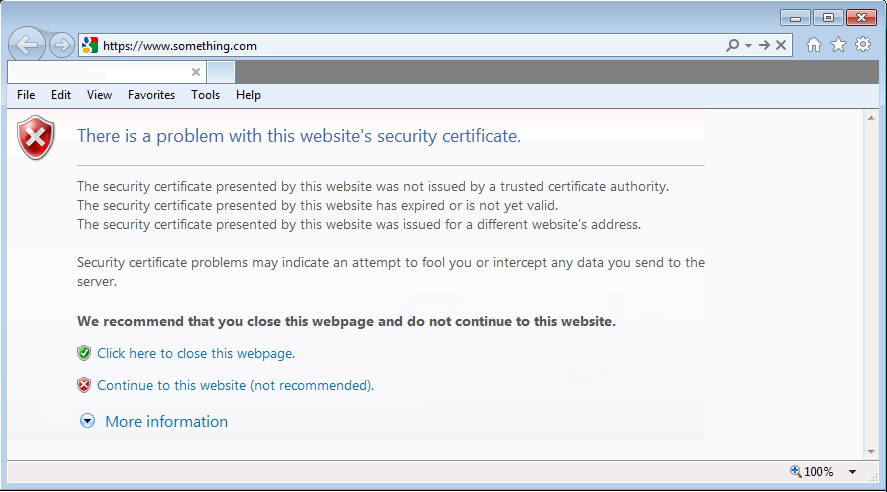 https://www.something.com
File Edit View Favorites Tools Help
There is a problem with this website's security certificate.
The security certificate presented by this website was not issued by a trusted certificate authority.
The security certificate presented by this website has expired or is not yet valid.
The security certificate presented by this website was issued for a different website's address.
Security certificate problems may indicate an attempt to fool you or intercept any data you send to the
server.
We recommend that you close this webpage and do not continue to this website.
Click here to close this webpage.
Continue to this website (not recommended).
More information
100%